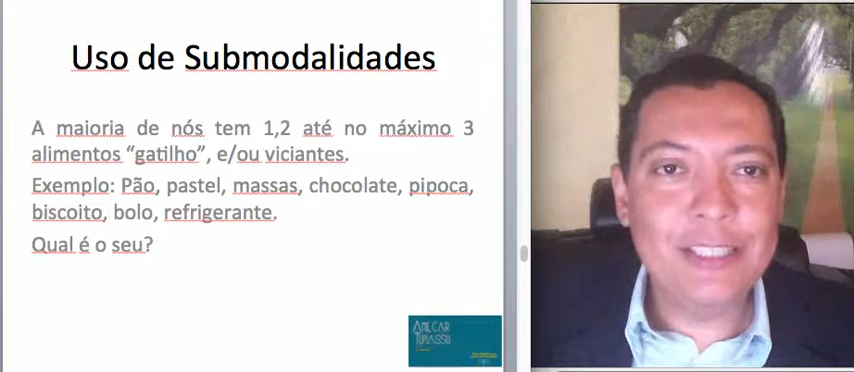 Uso de Submodalidades
A maioria de nós tem 1,2 até no máximo 3
alimentos “gatilho”, e/ou viciantes.
Exemplo: Pão, pastel, massas, chocolate, pipoca,
biscoito, bolo, refrigerante.
Qual é o seu?
AMILCAR
TUPIASSU